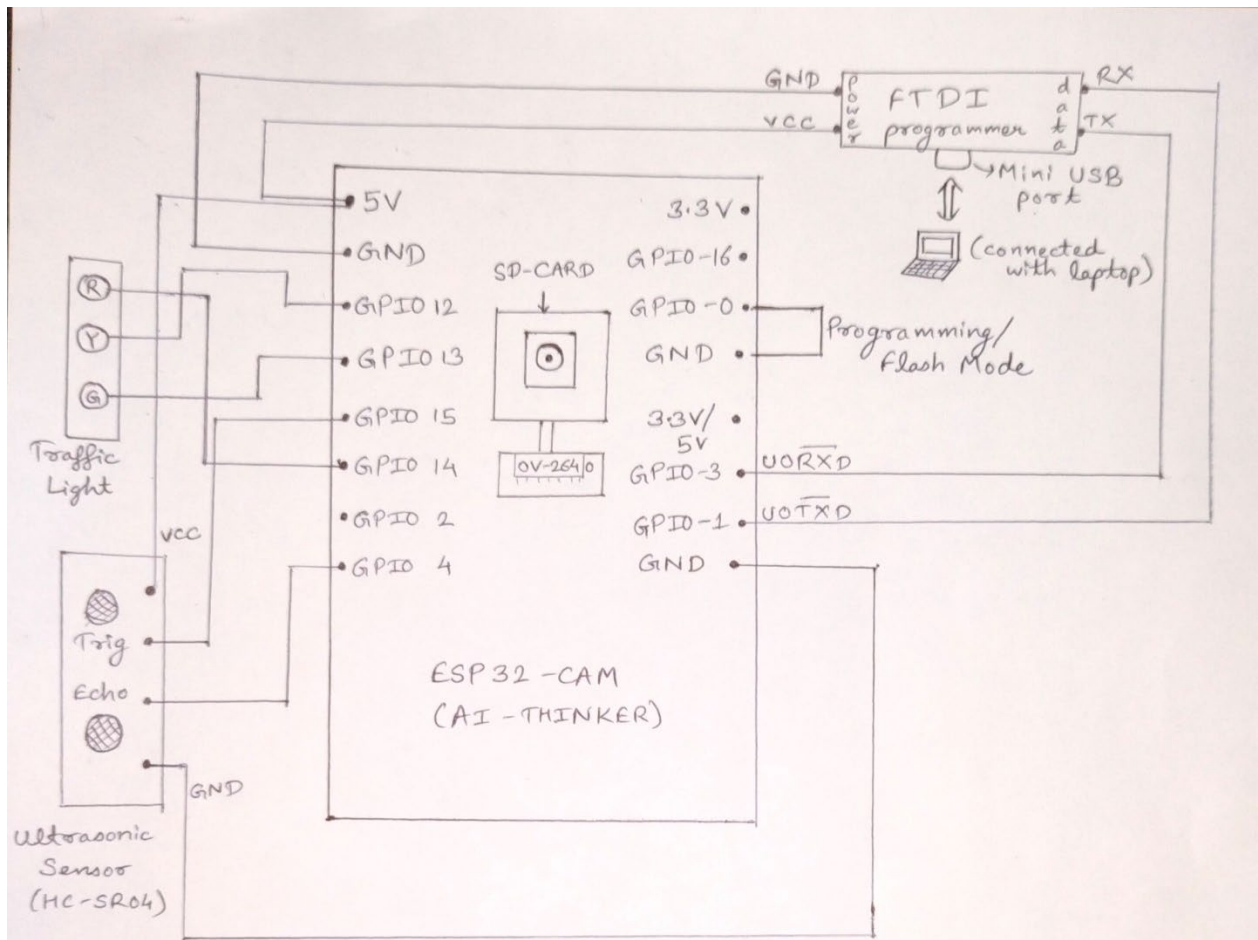 GND
VCC
Power
FTDI
programmer
data
RX
TX
Mini USB
port
(connected
with laptop)
5V
GND
GPIO 12
GPIO 13
GPIO 15
GPIO 14
GPIO 2
GPIO 4
SD-CARD
OV-2640
3.3V
GPIO-16
GPIO-0
GND
3.3V/
5V
GPIO-3
GPIO-1
GND
Programming/
Flash Mode
UORXD
UOTXD
R
Y
G
Traffic
Light
VCC
Trig
Echo
GND
Ultrasonic
Sensor
(HC-SR04)
ESP32-CAM
(AI-THINKER)